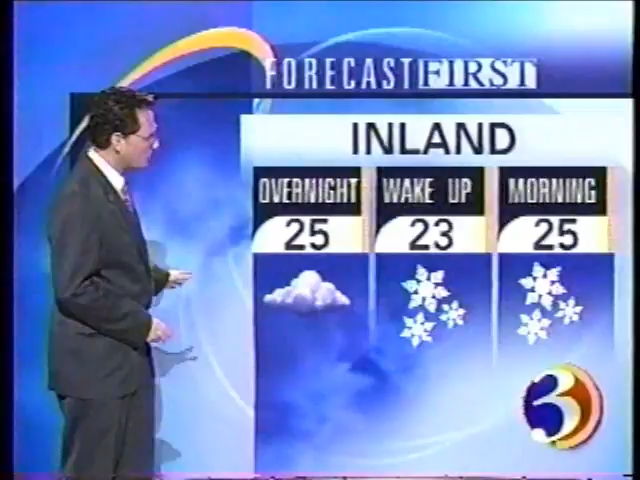 FORECAST FIRST
INLAND
OVERNIGHT WAKE UP MORNING
25 23 25
3